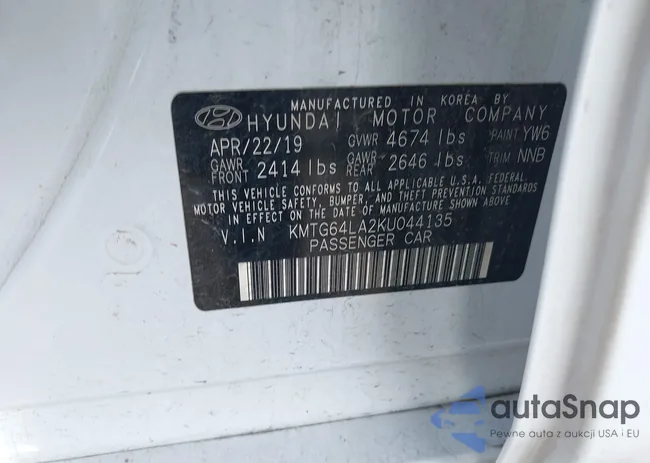 MANUFACTURED IN KOREA BY
HYUNDAI MOTOR COMPANY
APR/22/19 GVWR 4674 lbs PAINT YW6
GAWR FRONT 2414 lbs GAWR REAR 2646 lbs TRIM NNB
THIS VEHICLE CONFORMS TO ALL APPLICABLE U.S.A. FEDERAL
MOTOR VEHICLE SAFETY, BUMPER, AND THEFT PREVENTION STANDARDS
IN EFFECT ON THE DATE OF MANUFACTURE SHOWN ABOVE
V.I.N KMTG64LA2KU044135
PASSENGER CAR
autaSnap
Pewne auta z aukcji USA i EU